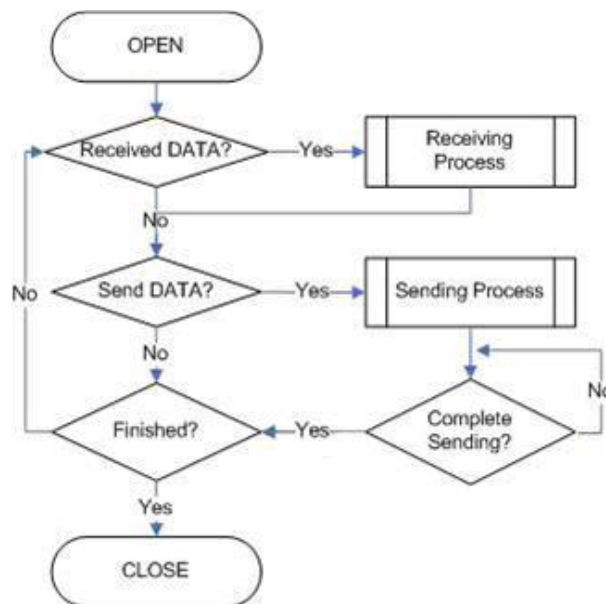 OPEN
Received DATA?
Yes
Receiving
Process
No
Send DATA?
Yes
Sending Process
No
No
No
Finished?
Yes
Complete
Sending?
Yes
CLOSE